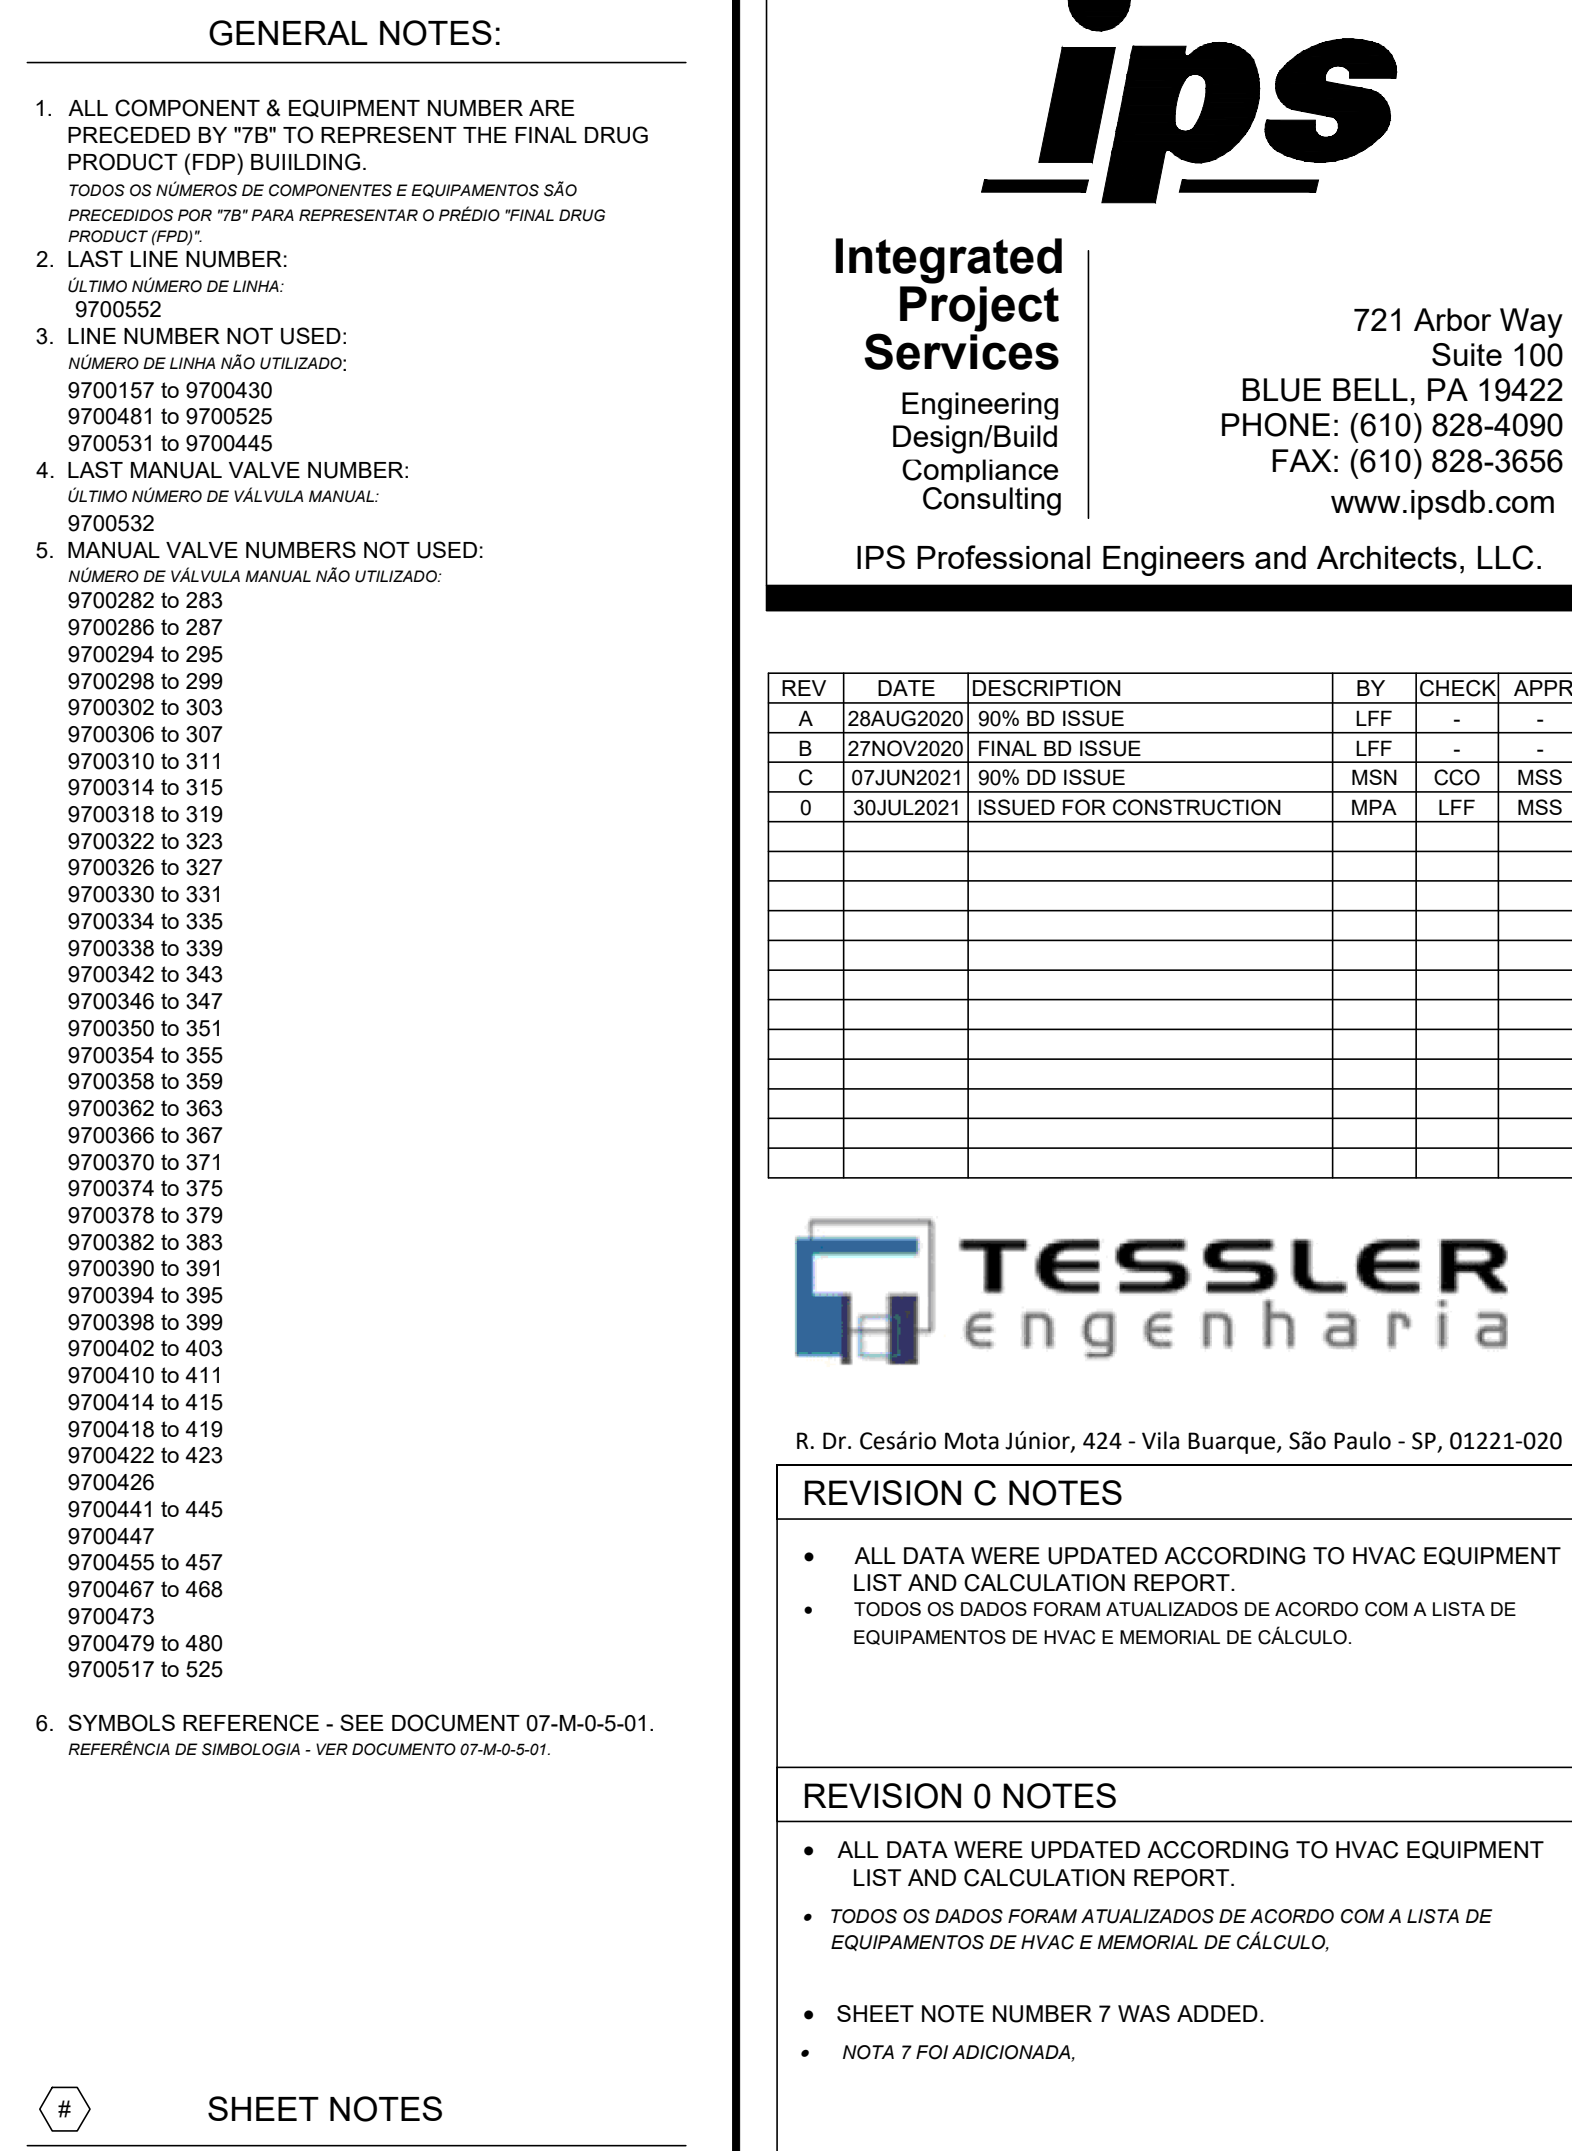 GENERAL NOTES:
1. ALL COMPONENT & EQUIPMENT NUMBER ARE
PRECEDED BY "7B" TO REPRESENT THE FINAL DRUG
PRODUCT (FDP) BUIILDING.
TODOS OS NÚMEROS DE COMPONENTES E EQUIPAMENTOS SÃO
PRECEDIDOS POR "7B" PARA REPRESENTAR O PRÉDIO "FINAL DRUG
PRODUCT (FPD)".
2. LAST LINE NUMBER:
ÚLTIMO NÚMERO DE LINHA:
9700552
3. LINE NUMBER NOT USED:
NÚMERO DE LINHA NÃO UTILIZADO:
9700157 to 9700430
9700481 to 9700525
9700531 to 9700445
4. LAST MANUAL VALVE NUMBER:
ÚLTIMO NÚMERO DE VÁLVULA MANUAL:
9700532
5. MANUAL VALVE NUMBERS NOT USED:
NÚMERO DE VÁLVULA MANUAL NÃO UTILIZADO:
9700282 to 283
9700286 to 287
9700294 to 295
9700298 to 299
9700302 to 303
9700306 to 307
9700310 to 311
9700314 to 315
9700318 to 319
9700322 to 323
9700326 to 327
9700330 to 331
9700334 to 335
9700338 to 339
9700342 to 343
9700346 to 347
9700350 to 351
9700354 to 355
9700358 to 359
9700362 to 363
9700366 to 367
9700370 to 371
9700374 to 375
9700378 to 379
9700382 to 383
9700390 to 391
9700394 to 395
9700398 to 399
9700402 to 403
9700410 to 411
9700414 to 415
9700418 to 419
9700422 to 423
9700426
9700441 to 445
9700447
9700455 to 457
9700467 to 468
9700473
9700479 to 480
9700517 to 525
6. SYMBOLS REFERENCE - SEE DOCUMENT 07-M-0-5-01.
REFERÊNCIA DE SIMBOLOGIA - VER DOCUMENTO 07-M-0-5-01.
# SHEET NOTES
ips
Integrated
Project
Services
Engineering
Design/Build
Compliance
Consulting
721 Arbor Way
Suite 100
BLUE BELL, PA 19422
PHONE: (610) 828-4090
FAX: (610) 828-3656
www.ipsdb.com
IPS Professional Engineers and Architects, LLC.
REV DATE DESCRIPTION BY CHECK APPR
A 28AUG2020 90% BD ISSUE LFF - -
B 27NOV2020 FINAL BD ISSUE LFF - -
C 07JUN2021 90% DD ISSUE MSN CCO MSS
0 30JUL2021 ISSUED FOR CONSTRUCTION MPA LFF MSS
TESSLER
engenharia
R. Dr. Cesário Mota Júnior, 424 - Vila Buarque, São Paulo - SP, 01221-020
REVISION C NOTES
• ALL DATA WERE UPDATED ACCORDING TO HVAC EQUIPMENT
LIST AND CALCULATION REPORT.
• TODOS OS DADOS FORAM ATUALIZADOS DE ACORDO COM A LISTA DE
EQUIPAMENTOS DE HVAC E MEMORIAL DE CÁLCULO.
REVISION 0 NOTES
• ALL DATA WERE UPDATED ACCORDING TO HVAC EQUIPMENT
LIST AND CALCULATION REPORT.
• TODOS OS DADOS FORAM ATUALIZADOS DE ACORDO COM A LISTA DE
EQUIPAMENTOS DE HVAC E MEMORIAL DE CÁLCULO,
• SHEET NOTE NUMBER 7 WAS ADDED.
• NOTA 7 FOI ADICIONADA,